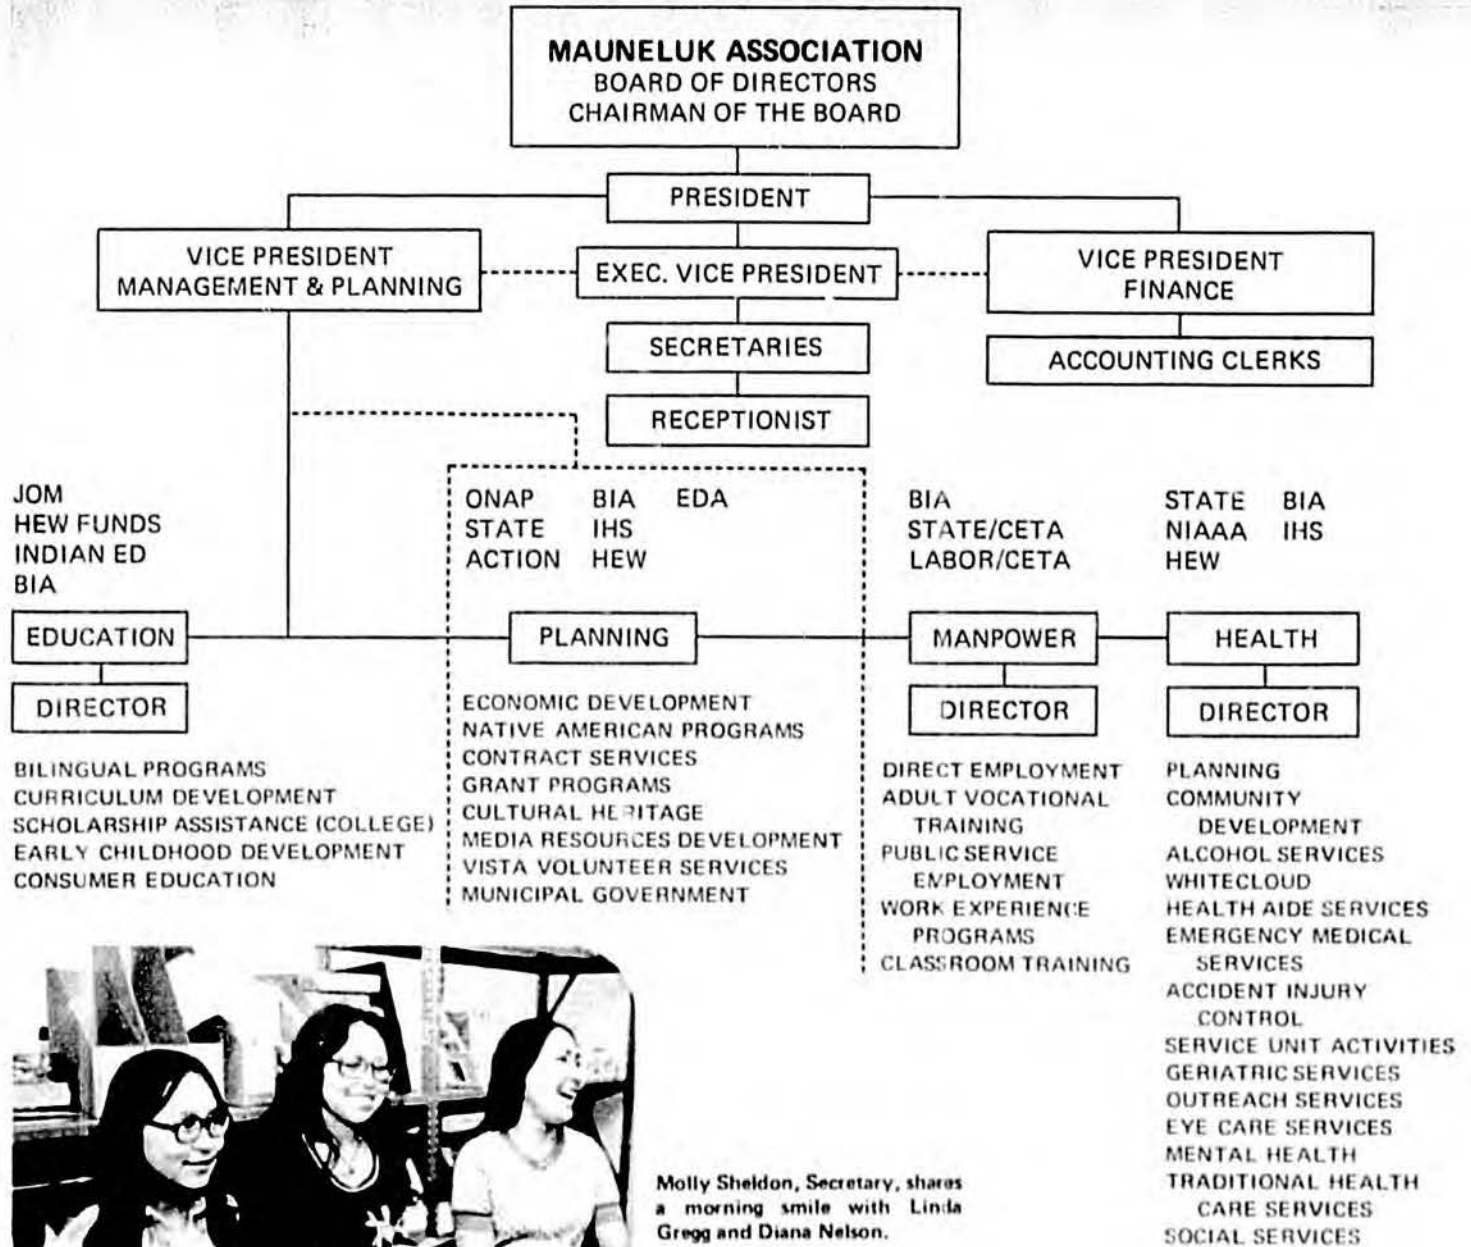 MAUNELUK ASSOCIATION
BOARD OF DIRECTORS
CHAIRMAN OF THE BOARD
PRESIDENT
VICE PRESIDENT
MANAGEMENT & PLANNING
EXEC. VICE PRESIDENT
VICE PRESIDENT
FINANCE
SECRETARIES
ACCOUNTING CLERKS
RECEPTIONIST
JOM
HEW FUNDS
INDIAN ED
BIA
ONAP BIA EDA
STATE IHS
ACTION HEW
BIA
STATE/CETA
LABOR/CETA
STATE BIA
NIAAA IHS
HEW
EDUCATION
DIRECTOR
BILINGUAL PROGRAMS
CURRICULUM DEVELOPMENT
SCHOLARSHIP ASSISTANCE (COLLEGE)
EARLY CHILDHOOD DEVELOPMENT
CONSUMER EDUCATION
PLANNING
ECONOMIC DEVELOPMENT
NATIVE AMERICAN PROGRAMS
CONTRACT SERVICES
GRANT PROGRAMS
CULTURAL HERITAGE
MEDIA RESOURCES DEVELOPMENT
VISTA VOLUNTEER SERVICES
MUNICIPAL GOVERNMENT
MANPOWER
DIRECTOR
DIRECT EMPLOYMENT
ADULT VOCATIONAL
TRAINING
PUBLIC SERVICE
EMPLOYMENT
WORK EXPERIENCE
PROGRAMS
CLASSROOM TRAINING
HEALTH
DIRECTOR
PLANNING
COMMUNITY
DEVELOPMENT
ALCOHOL SERVICES
WHITECLOUD
HEALTH AIDE SERVICES
EMERGENCY MEDICAL
SERVICES
ACCIDENT INJURY
CONTROL
SERVICE UNIT ACTIVITIES
GERIATRIC SERVICES
OUTREACH SERVICES
EYE CARE SERVICES
MENTAL HEALTH
TRADITIONAL HEALTH
CARE SERVICES
SOCIAL SERVICES
Molly Sheldon, Secretary, shares
a morning smile with Linda
Gregg and Diana Nelson.